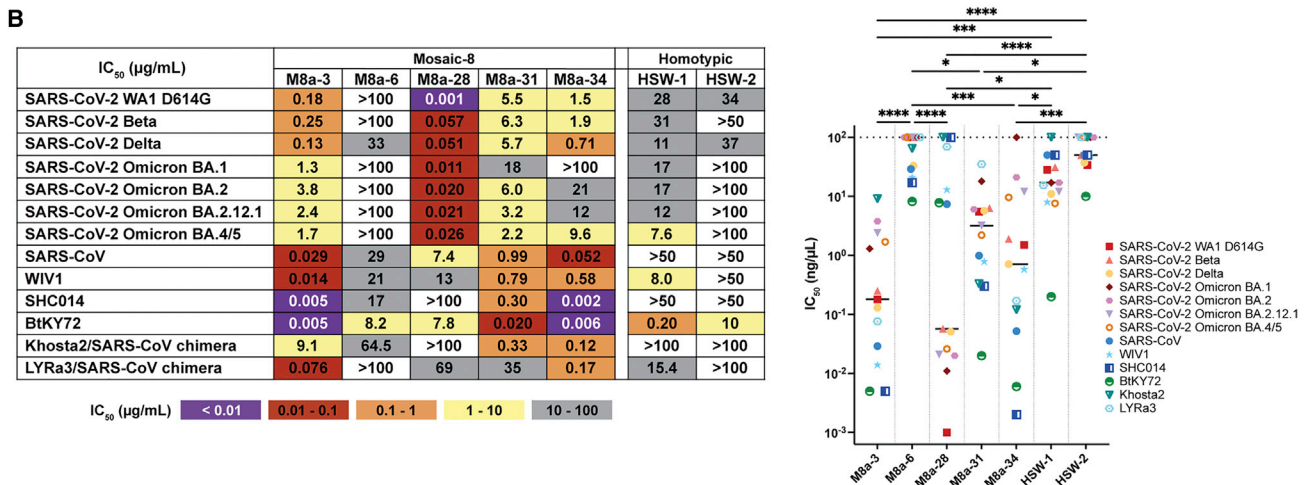 B
IC50 (µg/mL) Mosaic-8 Homotypic
M8a-3 M8a-6 M8a-28 M8a-31 M8a-34 HSW-1 HSW-2
SARS-CoV-2 WA1 D614G 0.18 >100 0.001 5.5 1.5 28 34
SARS-CoV-2 Beta 0.25 >100 0.057 6.3 1.9 31 >50
SARS-CoV-2 Delta 0.13 33 0.051 5.7 0.71 11 37
SARS-CoV-2 Omicron BA.1 1.3 >100 0.011 18 >100 17 >100
SARS-CoV-2 Omicron BA.2 3.8 >100 0.020 6.0 21 17 >100
SARS-CoV-2 Omicron BA.2.12.1 2.4 >100 0.021 3.2 12 12 >100
SARS-CoV-2 Omicron BA.4/5 1.7 >100 0.026 2.2 9.6 7.6 >100
SARS-CoV 0.029 29 7.4 0.99 0.052 >50 >50
WIV1 0.014 21 13 0.79 0.58 8.0 >50
SHC014 0.005 17 >100 0.30 0.002 >50 >50
BtKY72 0.005 8.2 7.8 0.020 0.006 0.20 10
Khosta2/SARS-CoV chimera 9.1 64.5 >100 0.33 0.12 >100 >100
LYRa3/SARS-CoV chimera 0.076 >100 69 35 0.17 15.4 >100
IC50 (µg/mL) < 0.01 0.01 - 0.1 0.1 - 1 1 - 10 10 - 100
****
***
****
* *
*
*** *
**** **** ***
IC50 (ng/µL)
10²
10¹
10⁰
10⁻¹
10⁻²
10⁻³
M8a-3 M8a-6 M8a-28 M8a-31 M8a-34 HSW-1 HSW-2
SARS-CoV-2 WA1 D614G
SARS-CoV-2 Beta
SARS-CoV-2 Delta
SARS-CoV-2 Omicron BA.1
SARS-CoV-2 Omicron BA.2
SARS-CoV-2 Omicron BA.2.12.1
SARS-CoV-2 Omicron BA.4/5
SARS-CoV
WIV1
SHC014
BtKY72
Khosta2
LYRa3